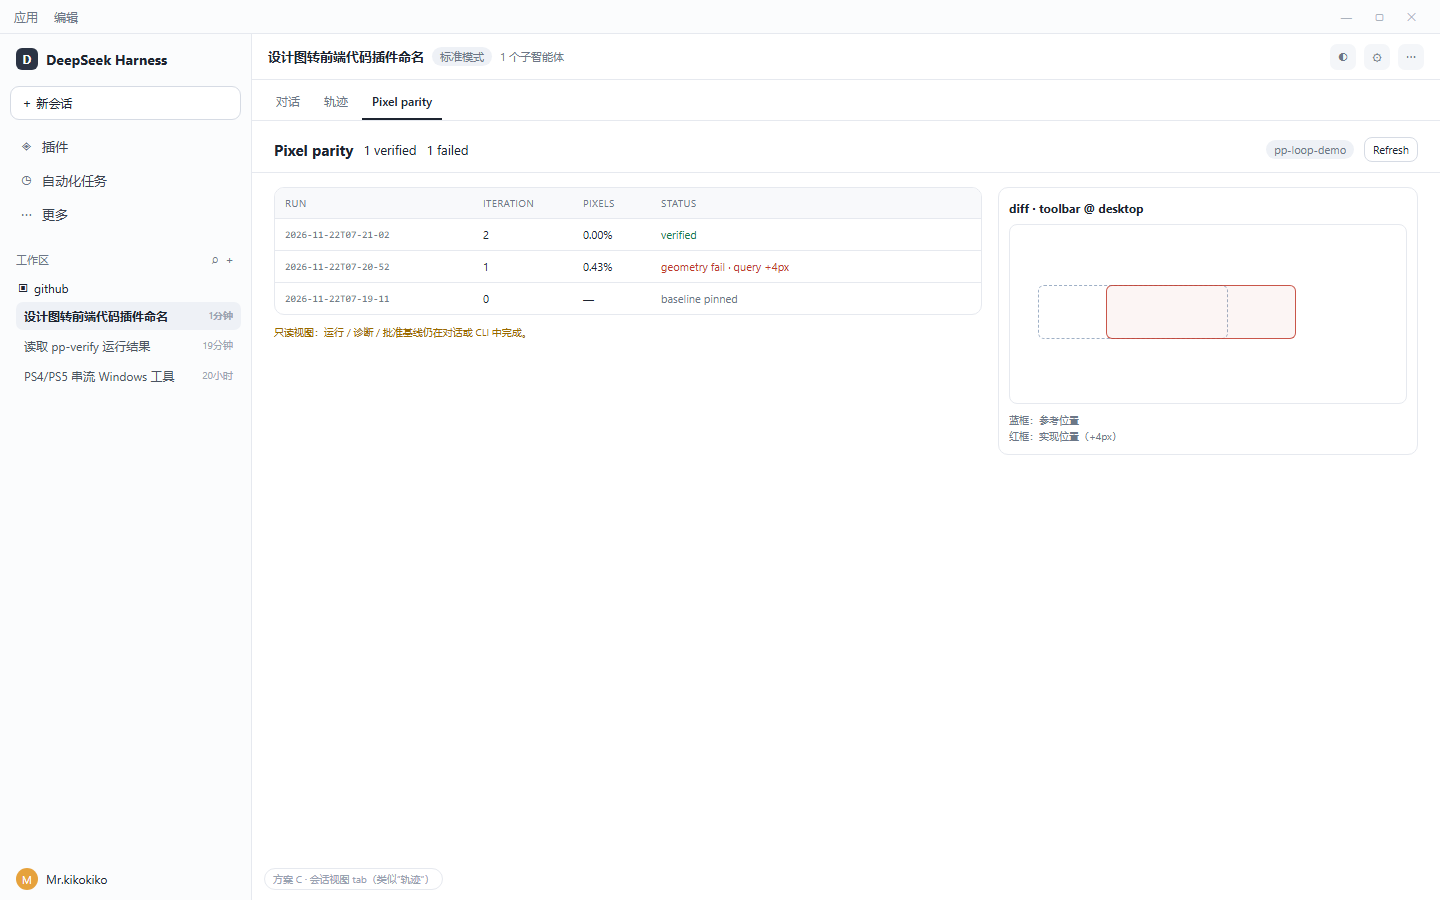 应用 编辑
D DeepSeek Harness
+ 新会话
插件
自动化任务
更多
工作区
github
设计图转前端代码插件命名 1分钟
读取 pp-verify 运行结果 19分钟
PS4/PS5 串流 Windows 工具 20小时
M Mr.kikokiko
设计图转前端代码插件命名 标准模式 1 个子智能体
对话 轨迹 Pixel parity
Pixel parity 1 verified 1 failed pp-loop-demo Refresh
RUN ITERATION PIXELS STATUS
2026-11-22T07-21-02 2 0.00% verified
2026-11-22T07-20-52 1 0.43% geometry fail · query +4px
2026-11-22T07-19-11 0 — baseline pinned
只读视图：运行 / 诊断 / 批准基线仍在对话或 CLI 中完成。
diff · toolbar @ desktop
蓝框：参考位置
红框：实现位置（+4px）
方案 C · 会话视图 tab（类似“轨迹”）